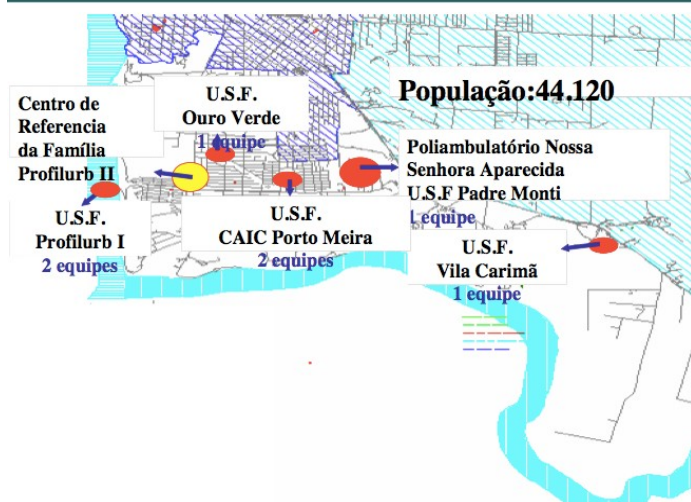 População:44.120
Centro de
Referencia
da Família
Profilurb II
U.S.F.
Ouro Verde
1 equipe
Poliambulatório Nossa
Senhora Aparecida
U.S.F Padre Monti
1 equipe
U.S.F.
Profilurb I
2 equipes
U.S.F.
CAIC Porto Meira
2 equipes
U.S.F.
Vila Carimã
1 equipe